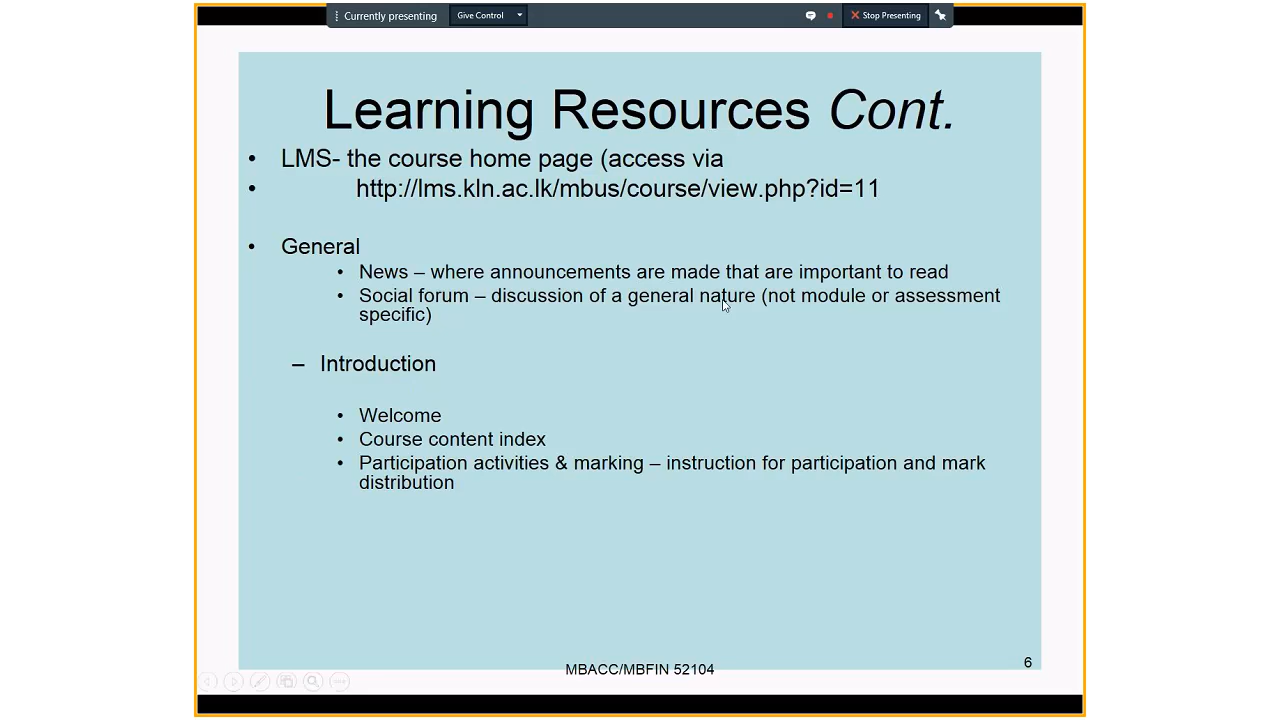 Currently presenting
Give Control
Stop Presenting
Learning Resources Cont.
• LMS- the course home page (access via
• http://lms.kln.ac.lk/mbus/course/view.php?id=11
• General
• News – where announcements are made that are important to read
• Social forum – discussion of a general nature (not module or assessment
specific)
– Introduction
• Welcome
• Course content index
• Participation activities & marking – instruction for participation and mark
distribution
MBACC/MBFIN 52104
6